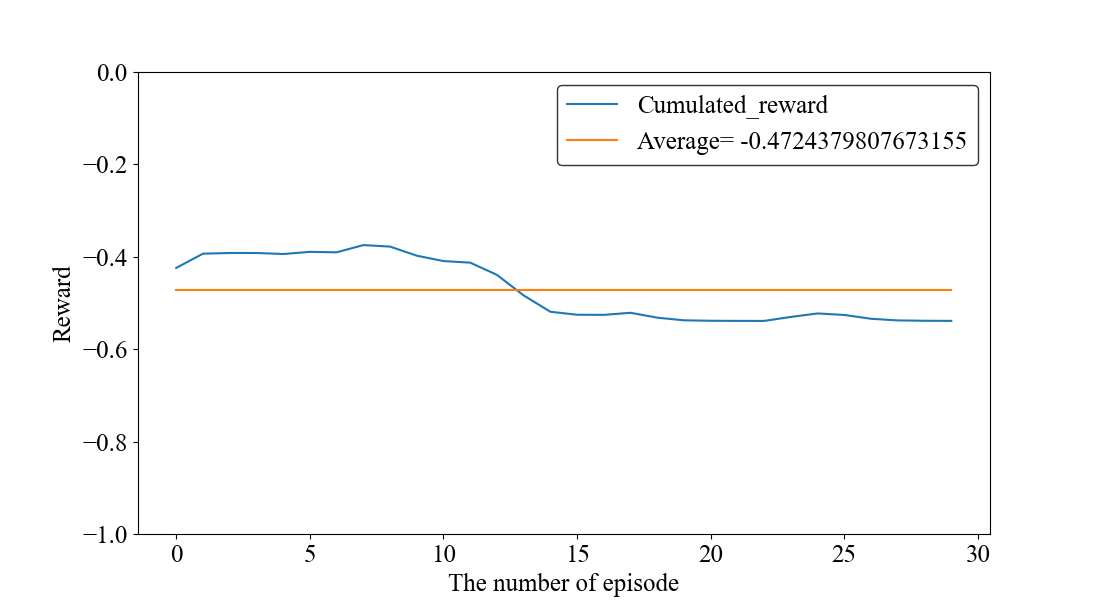 0.0
−0.2
−0.4
−0.6
−0.8
−1.0
Reward
Cumulated_reward
Average= -0.4724379807673155
0 5 10 15 20 25 30
The number of episode